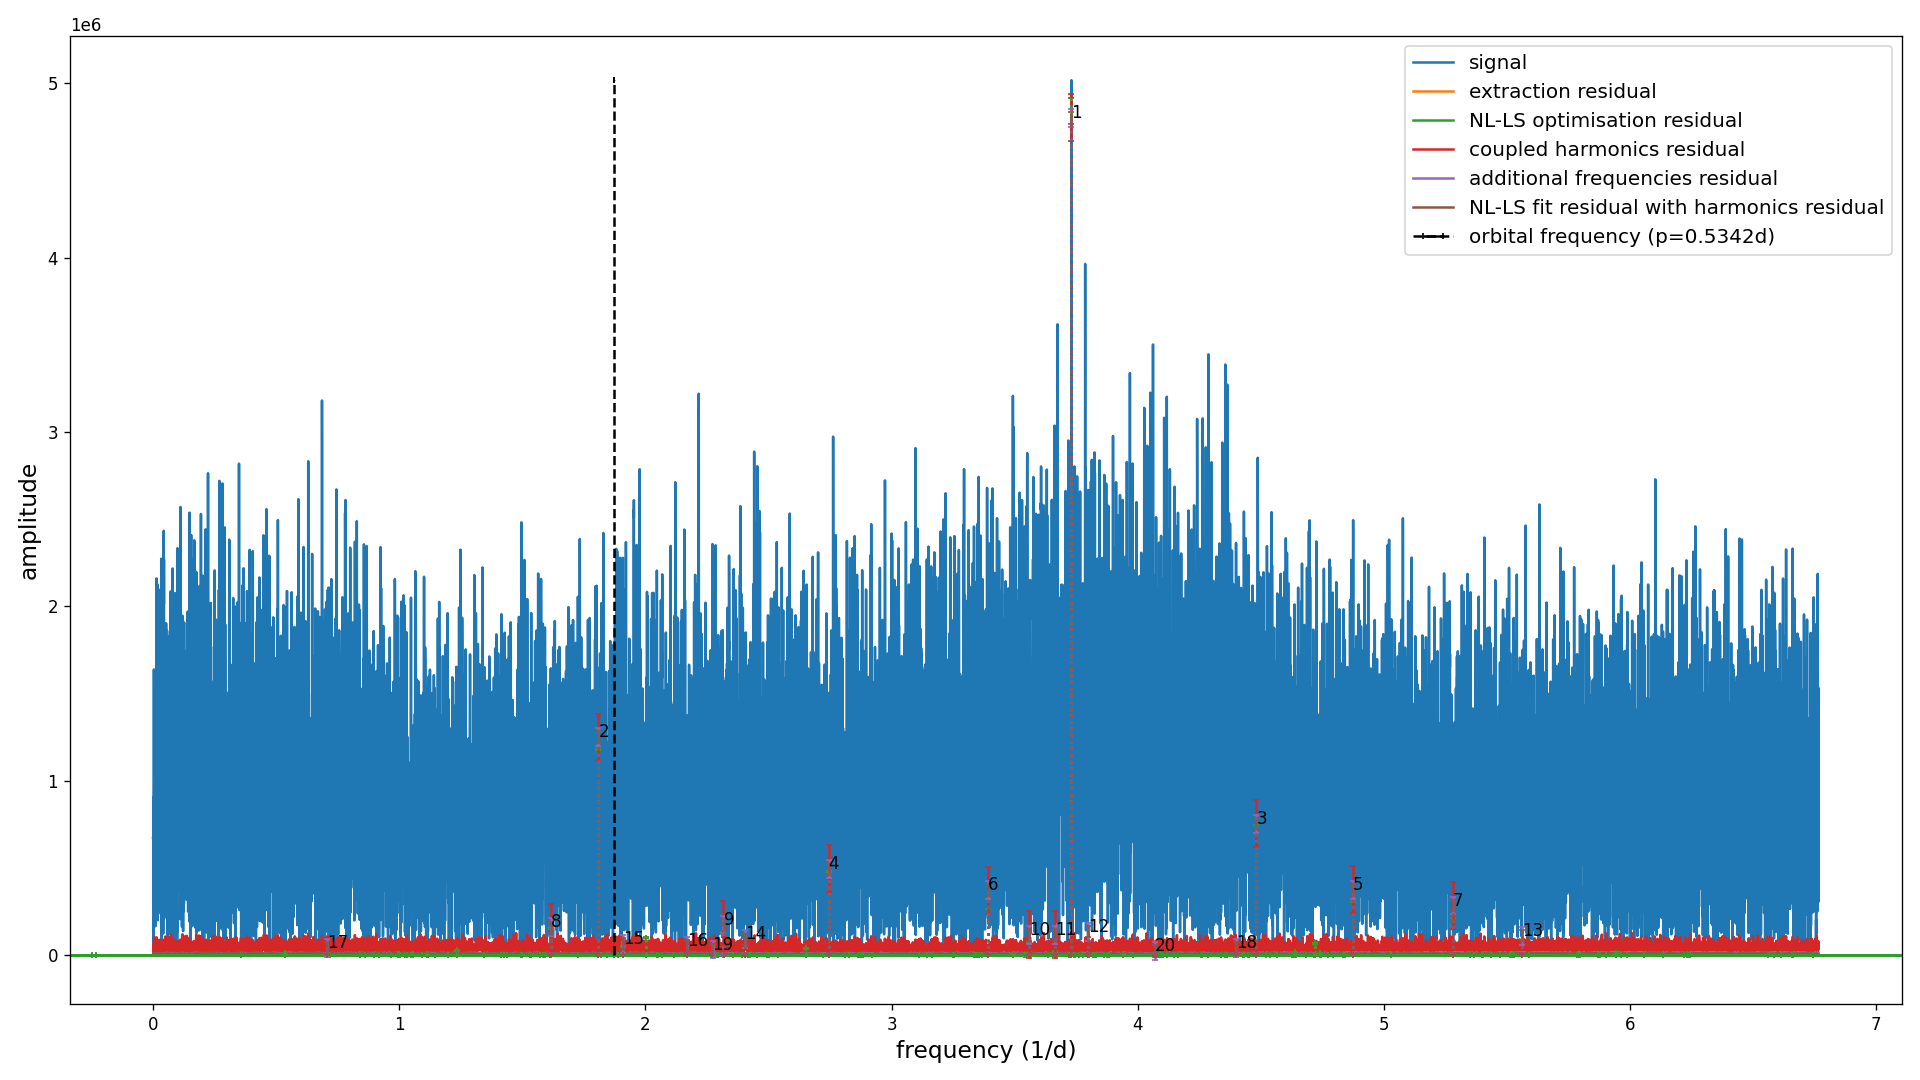 1e6
signal
extraction residual
NL-LS optimisation residual
coupled harmonics residual
additional frequencies residual
NL-LS fit residual with harmonics residual
orbital frequency (p=0.5342d)
5
4
3
2
1
0
amplitude
1
2
3
4
5
6
7
8
9
10
11
12
13
14
15
16
17
18
19
20
0 1 2 3 4 5 6 7
frequency (1/d)